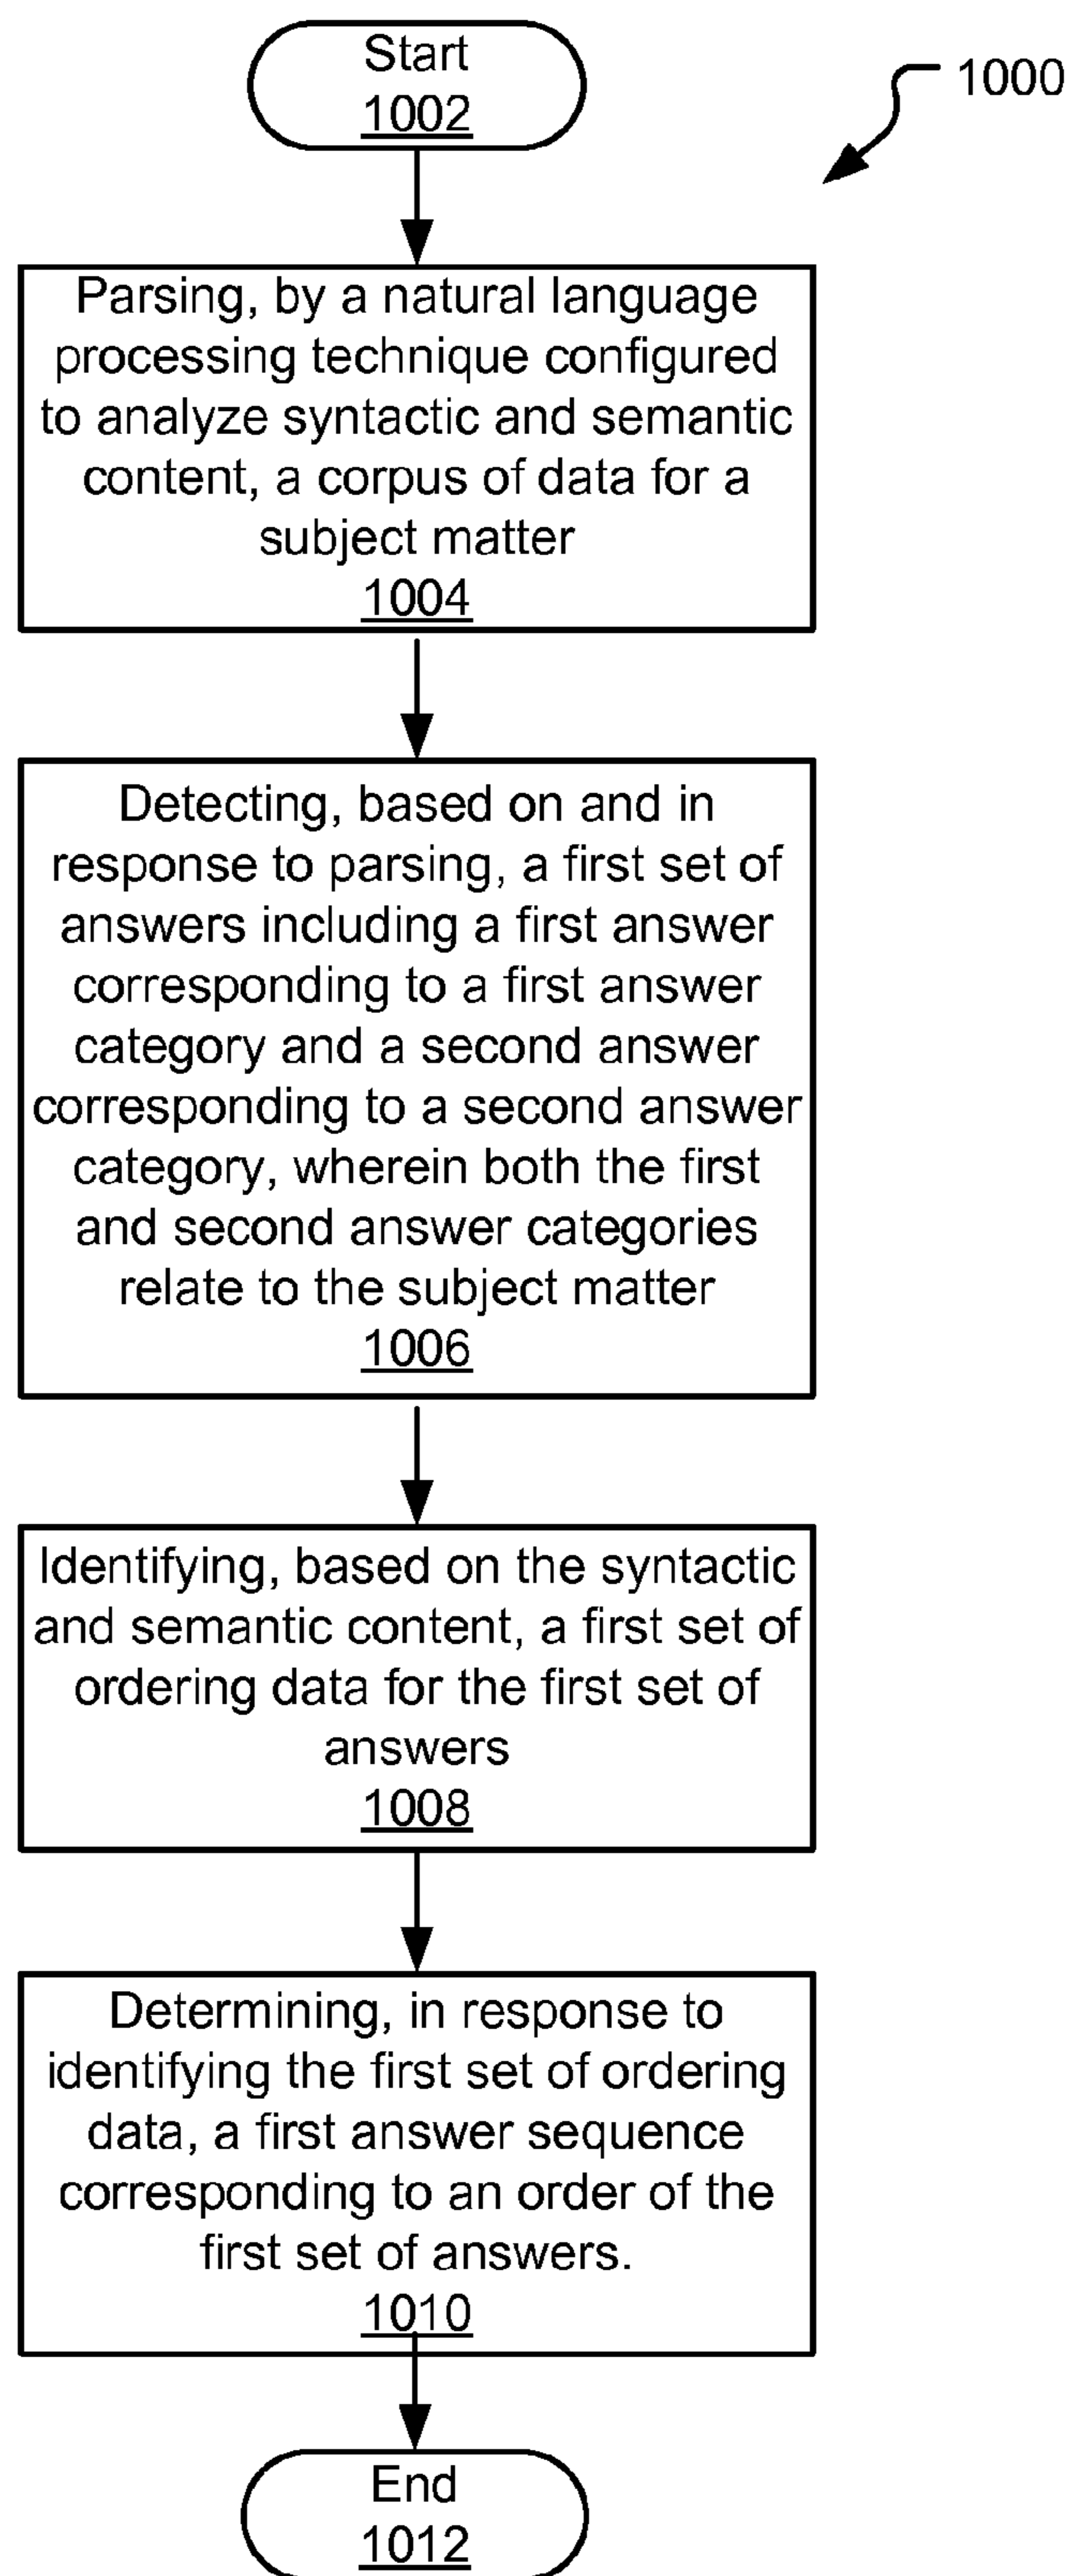 Start
1002
1000
Parsing, by a natural language
processing technique configured
to analyze syntactic and semantic
content, a corpus of data for a
subject matter
1004
Detecting, based on and in
response to parsing, a first set of
answers including a first answer
corresponding to a first answer
category and a second answer
corresponding to a second answer
category, wherein both the first
and second answer categories
relate to the subject matter
1006
Identifying, based on the syntactic
and semantic content, a first set of
ordering data for the first set of
answers
1008
Determining, in response to
identifying the first set of ordering
data, a first answer sequence
corresponding to an order of the
first set of answers.
1010
End
1012